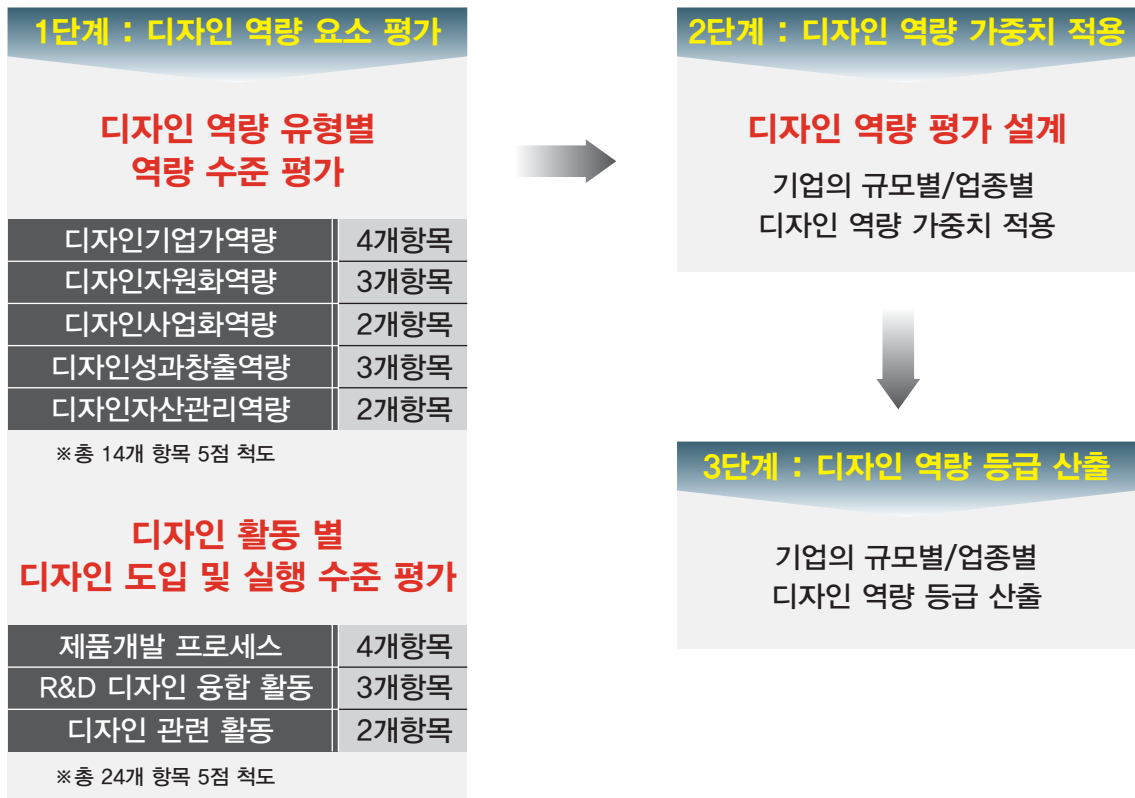 1단계 : 디자인 역량 요소 평가
디자인 역량 유형별
역량 수준 평가
디자인기업가역량 4개항목
디자인자원화역량 3개항목
디자인사업화역량 2개항목
디자인성과창출역량 3개항목
디자인자산관리역량 2개항목
※총 14개 항목 5점 척도
디자인 활동 별
디자인 도입 및 실행 수준 평가
제품개발 프로세스 4개항목
R&D 디자인 융합 활동 3개항목
디자인 관련 활동 2개항목
※총 24개 항목 5점 척도
2단계 : 디자인 역량 가중치 적용
디자인 역량 평가 설계
기업의 규모별/업종별
디자인 역량 가중치 적용
3단계 : 디자인 역량 등급 산출
기업의 규모별/업종별
디자인 역량 등급 산출